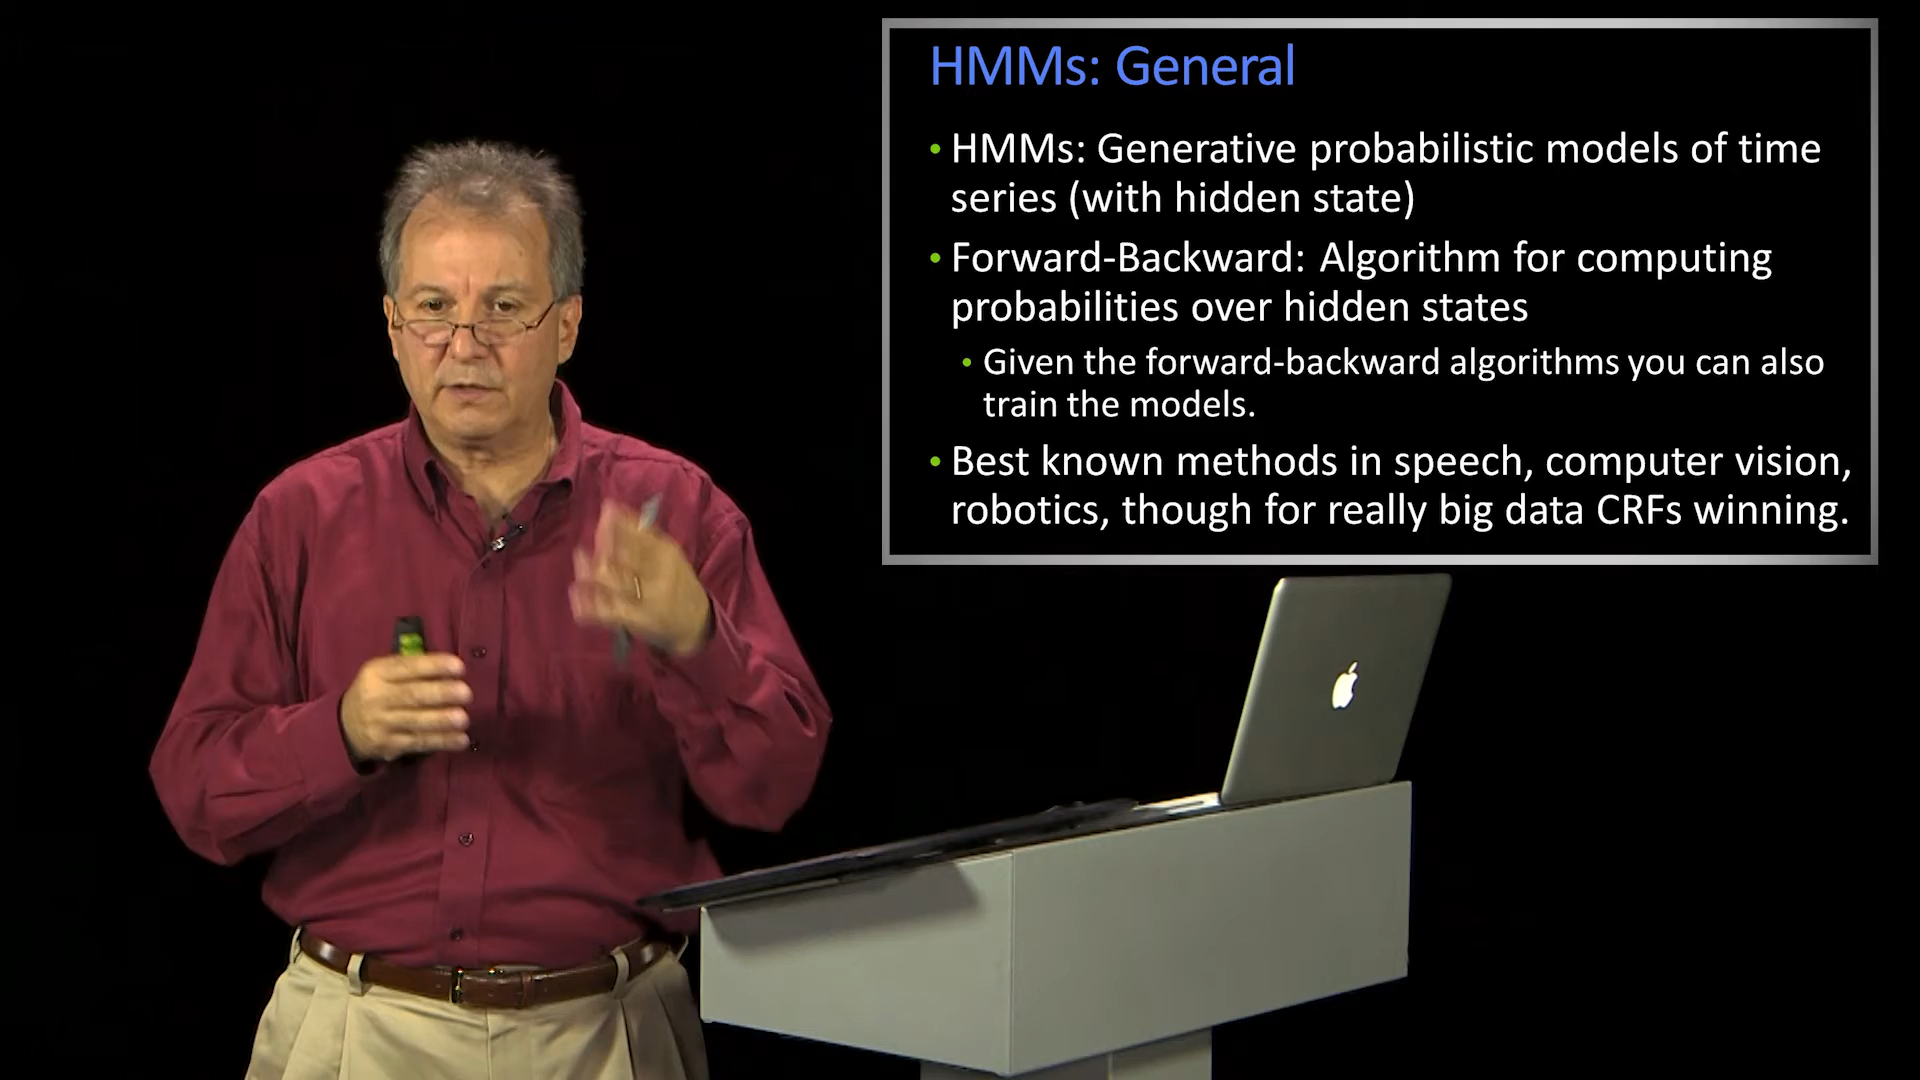 HMMs: General
• HMMs: Generative probabilistic models of time
series (with hidden state)
• Forward-Backward: Algorithm for computing
probabilities over hidden states
• Given the forward-backward algorithms you can also
train the models.
• Best known methods in speech, computer vision,
robotics, though for really big data CRFs winning.